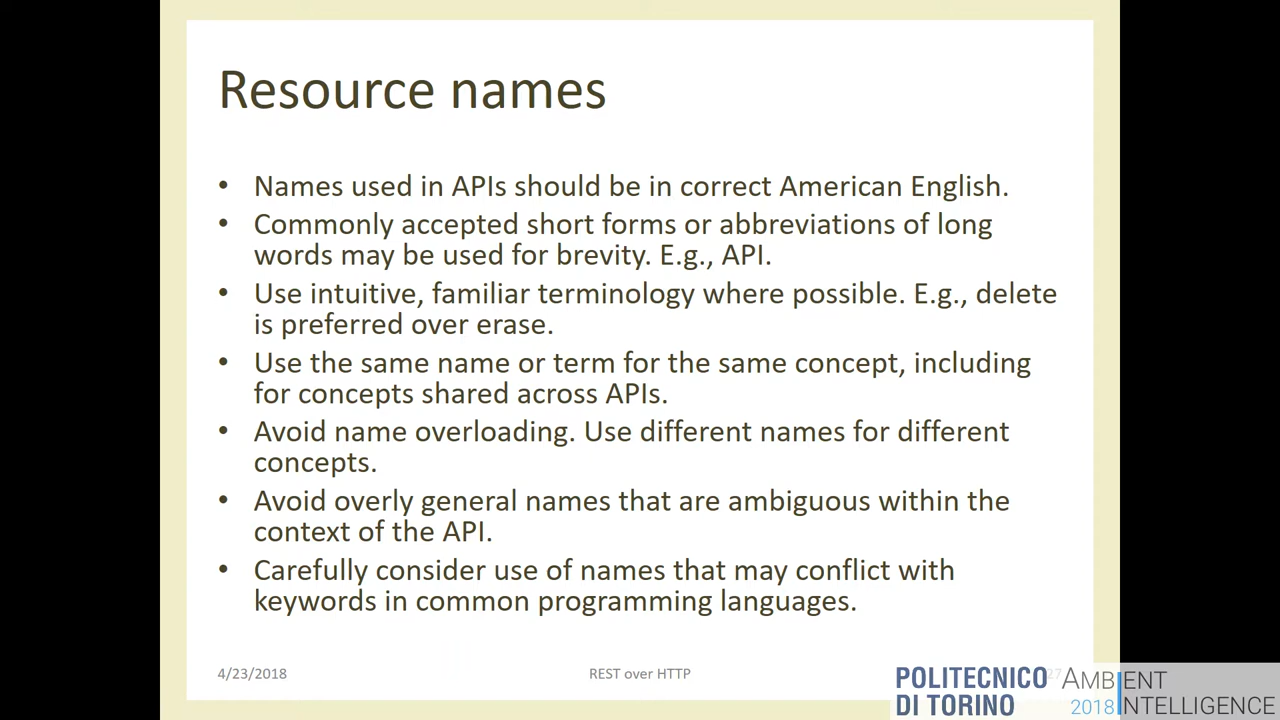 Resource names
• Names used in APIs should be in correct American English.
• Commonly accepted short forms or abbreviations of long
words may be used for brevity. E.g., API.
• Use intuitive, familiar terminology where possible. E.g., delete
is preferred over erase.
• Use the same name or term for the same concept, including
for concepts shared across APIs.
• Avoid name overloading. Use different names for different
concepts.
• Avoid overly general names that are ambiguous within the
context of the API.
• Carefully consider use of names that may conflict with
keywords in common programming languages.
4/23/2018
REST over HTTP
27
POLITECNICO
DI TORINO
AMBIENT
2018 INTELLIGENCE